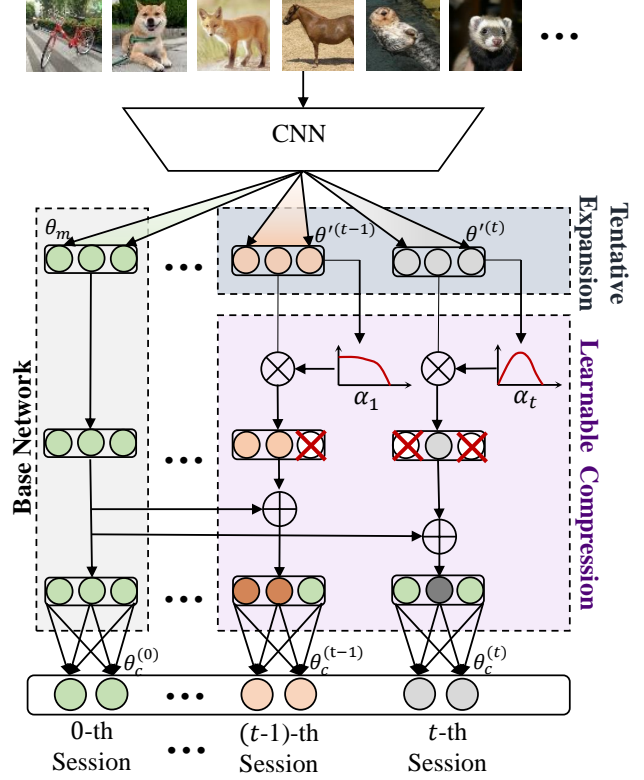 ...
CNN
Tentative
Expansion
θ_m
θ'^(t−1)
θ'^(t)
...
Base Network
Learnable Compression
α_1
α_t
...
...
θ_c^(0)
θ_c^(t−1)
θ_c^(t)
...
0-th
Session
...
(t-1)-th
Session
t-th
Session